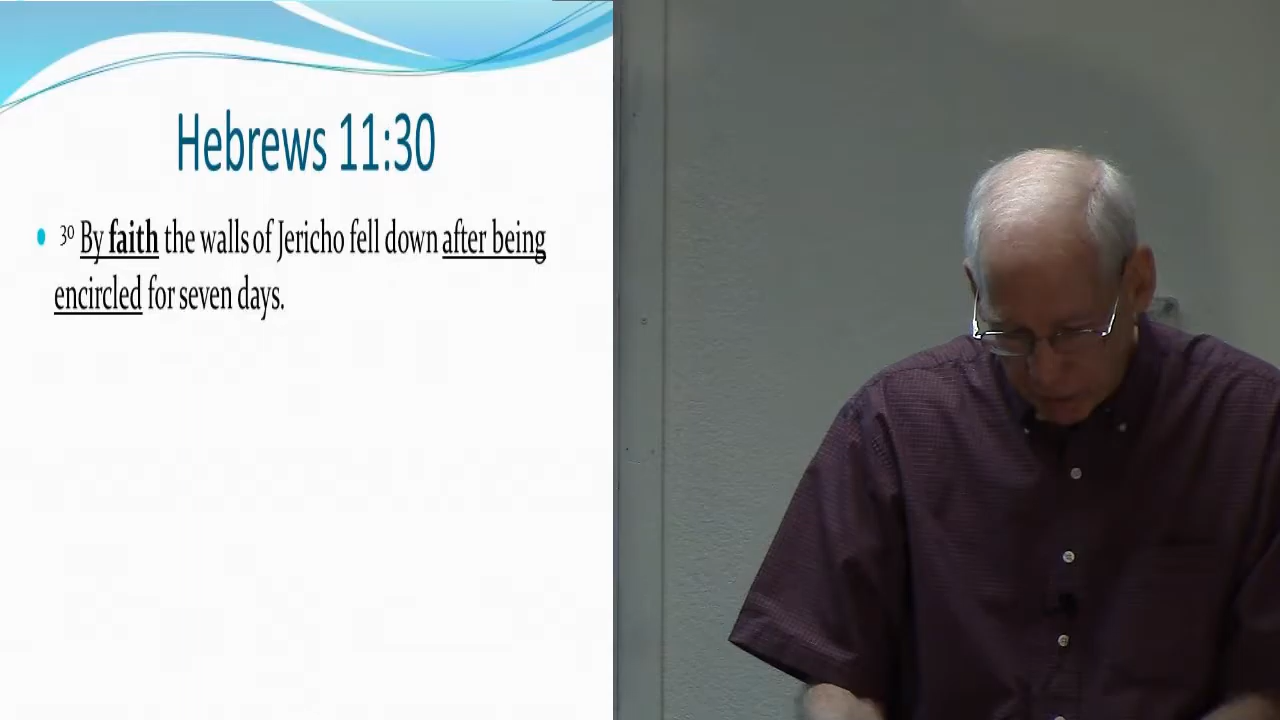 Hebrews 11:30
• 30 By faith the walls of Jericho fell down after being
encircled for seven days.